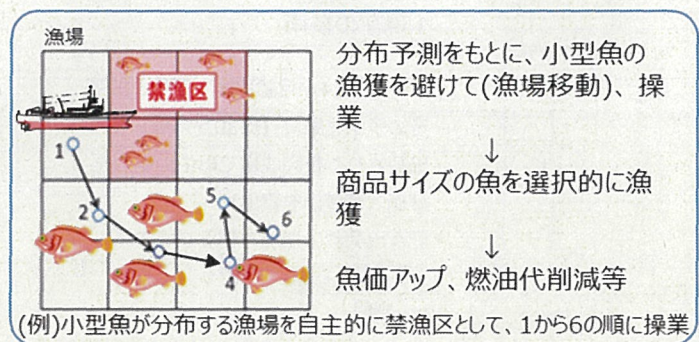 漁場
禁漁区
1
2
4
5
6
分布予測をもとに、小型魚の
漁獲を避けて(漁場移動)、操
業
↓
商品サイズの魚を選択的に漁
獲
↓
魚価アップ、燃油代削減等
(例)小型魚が分布する漁場を自主的に禁漁区として、1から6の順に操業